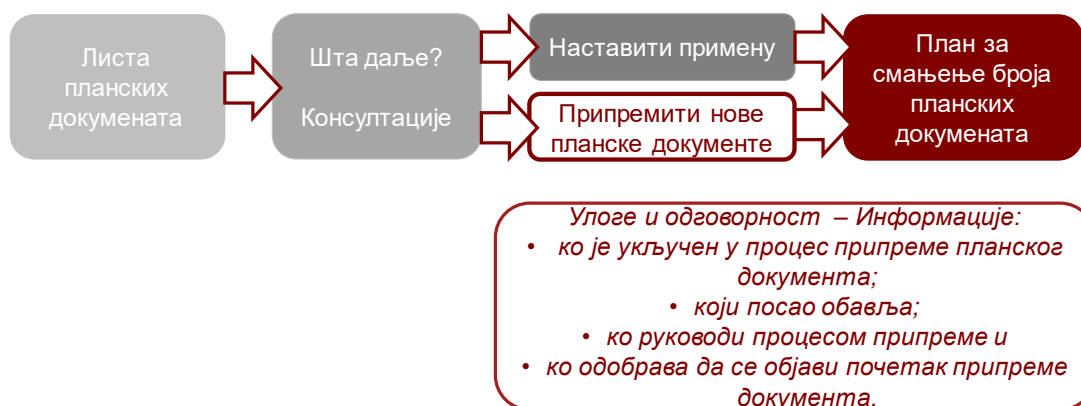 Листа
планских
докумената
Шта даље?
Консултације
Наставити примену
Припремити нове
планске документе
План за
смањење броја
планских
докумената
Улоге и одговорност – Информације:
• ко је укључен у процес припреме планског
документа;
• који посао обавља;
• ко руководи процесом припреме и
• ко одобрава да се објави почетак припреме
документа.